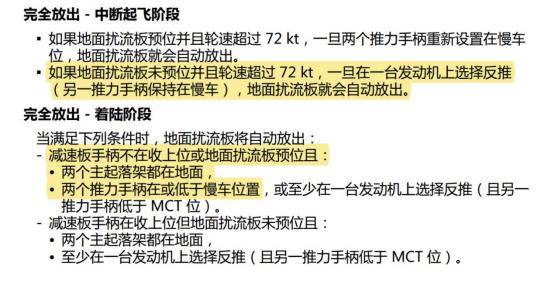 完全放出 - 中断起飞阶段
▪ 如果地面扰流板预位并且轮速超过 72 kt，一旦两个推力手柄重新设置在慢车
位，地面扰流板就会自动放出。
▪ 如果地面扰流板未预位并且轮速超过 72 kt，一旦在一台发动机上选择反推
（另一推力手柄保持在慢车），地面扰流板就会自动放出。
完全放出 - 着陆阶段
当满足下列条件时，地面扰流板将自动放出：
- 减速板手柄不在收上位或地面扰流板预位且：
• 两个主起落架都在地面，
• 两个推力手柄在或低于慢车位置，或至少在一台发动机上选择反推（且另一
推力手柄低于 MCT 位）。
- 减速板手柄在收上位但地面扰流板未预位且：
• 两个主起落架都在地面，
• 至少在一台发动机上选择反推（且另一推力手柄低于 MCT 位）。